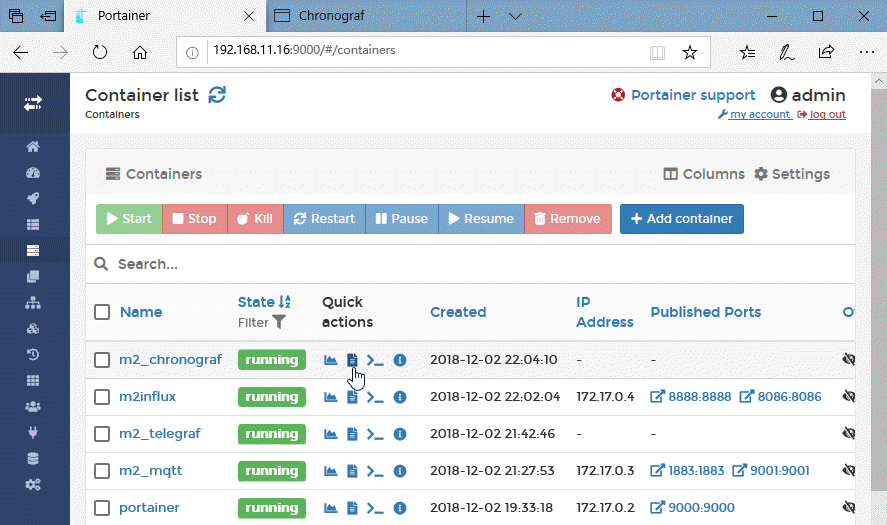 Portainer
Chronograf
192.168.11.16:9000/#/containers
Container list
Portainer support
admin
Containers
my account
log out
Containers
Columns
Settings
Start
Stop
Kill
Restart
Pause
Resume
Remove
Add container
Search...
Name
State
Filter
Quick
actions
Created
IP
Address
Published Ports
m2_chronograf running 2018-12-02 22:04:10 - -
m2influx running 2018-12-02 22:02:04 172.17.0.4 8888:8888 8086:8086
m2_telegraf running 2018-12-02 21:42:46 - -
m2_mqtt running 2018-12-02 21:27:53 172.17.0.3 1883:1883 9001:9001
portainer running 2018-12-02 19:33:18 172.17.0.2 9000:9000